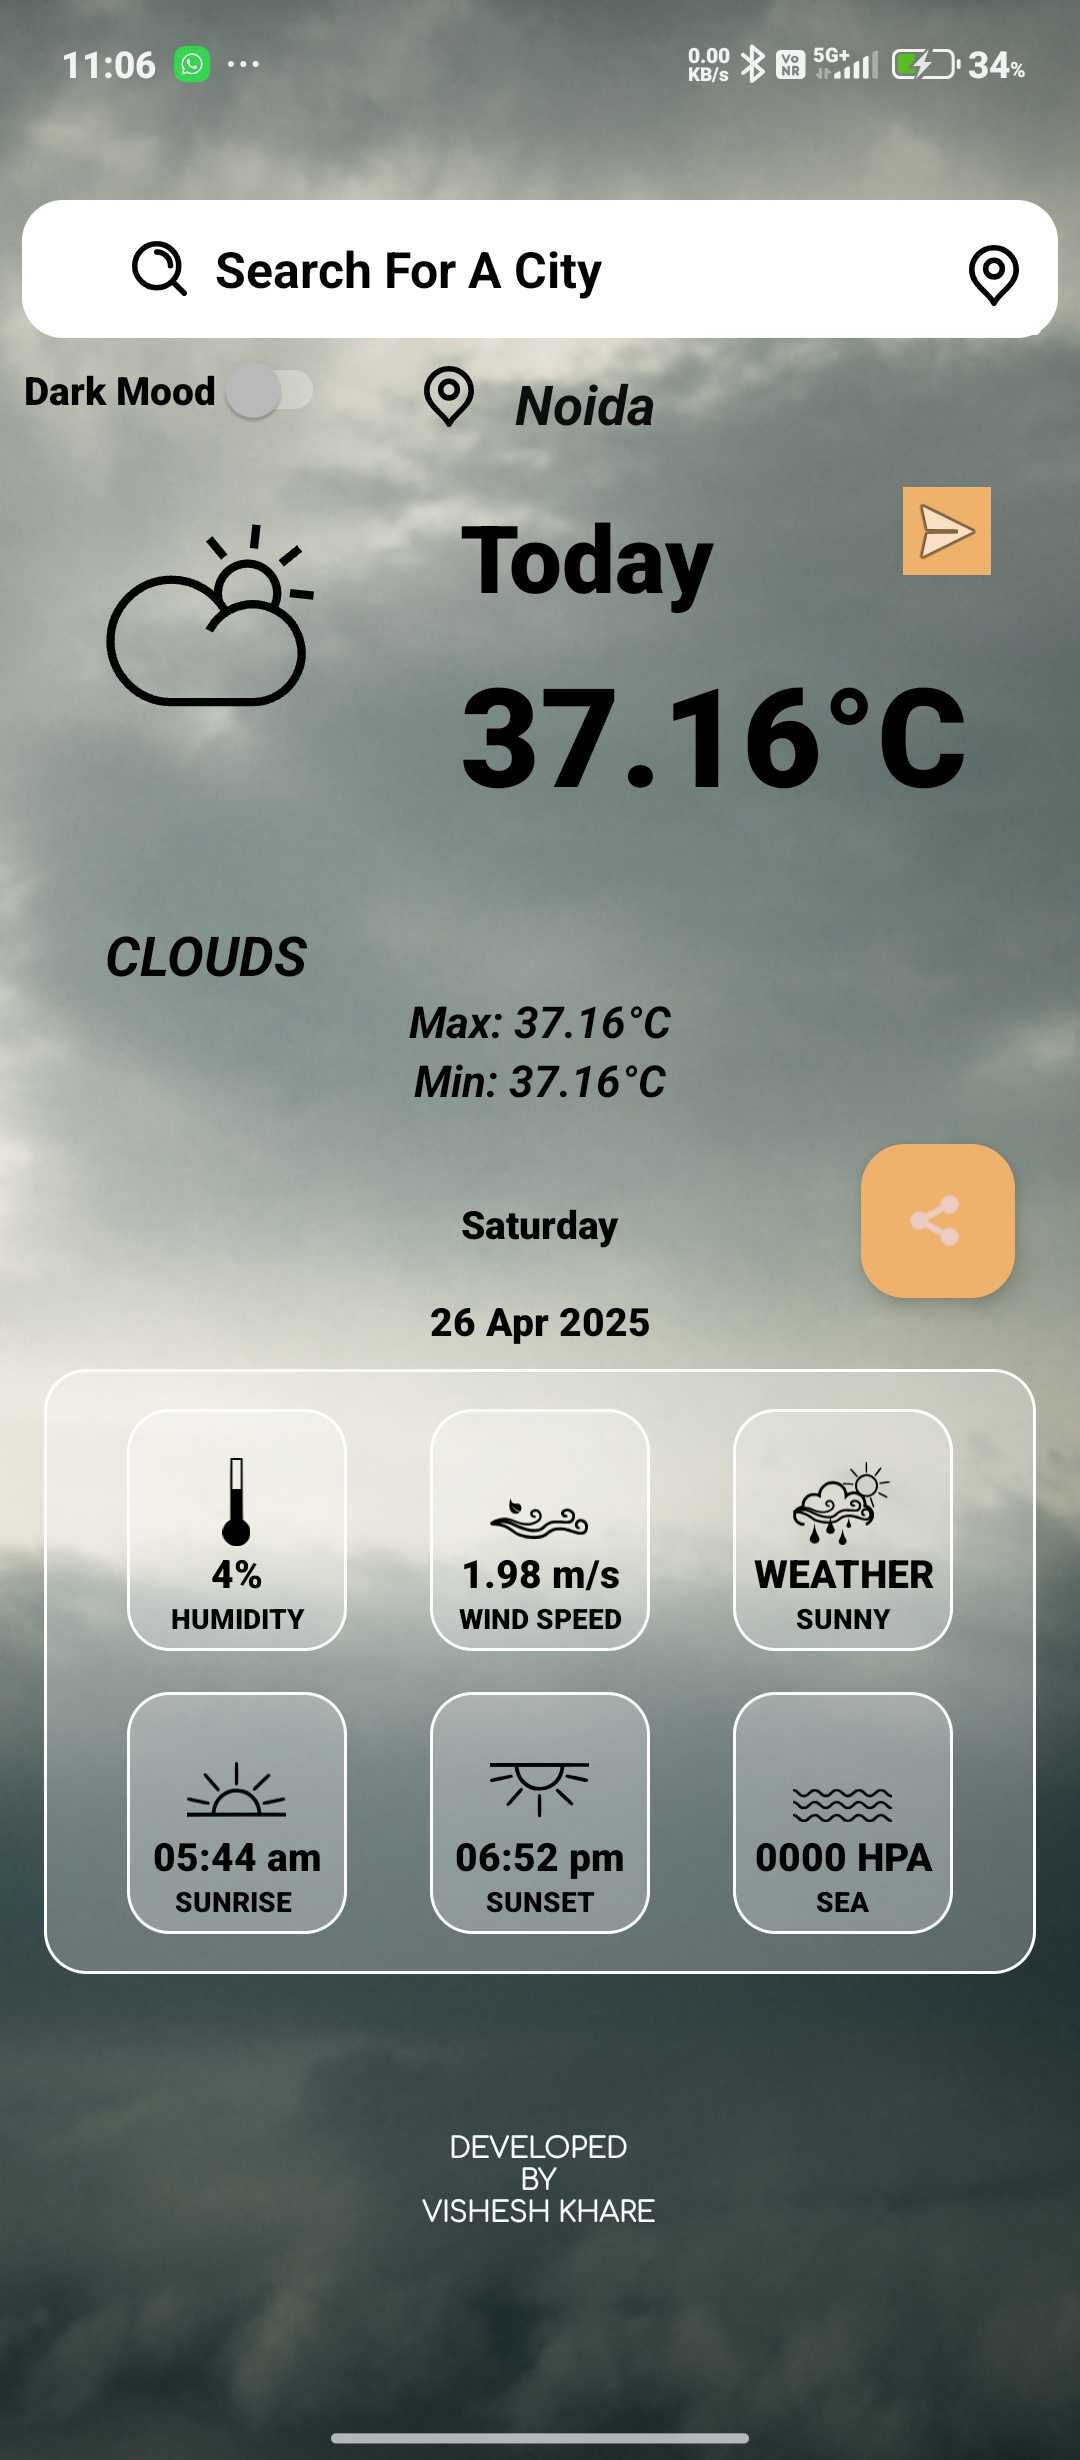 11:06 ... 0.00 KB/s Vo NR 5G+ 34%
Search For A City
Dark Mood
Noida
Today
37.16°C
CLOUDS
Max: 37.16°C
Min: 37.16°C
Saturday
26 Apr 2025
4%
HUMIDITY
1.98 m/s
WIND SPEED
WEATHER
SUNNY
05:44 am
SUNRISE
06:52 pm
SUNSET
0000 HPA
SEA
DEVELOPED
BY
VISHESH KHARE